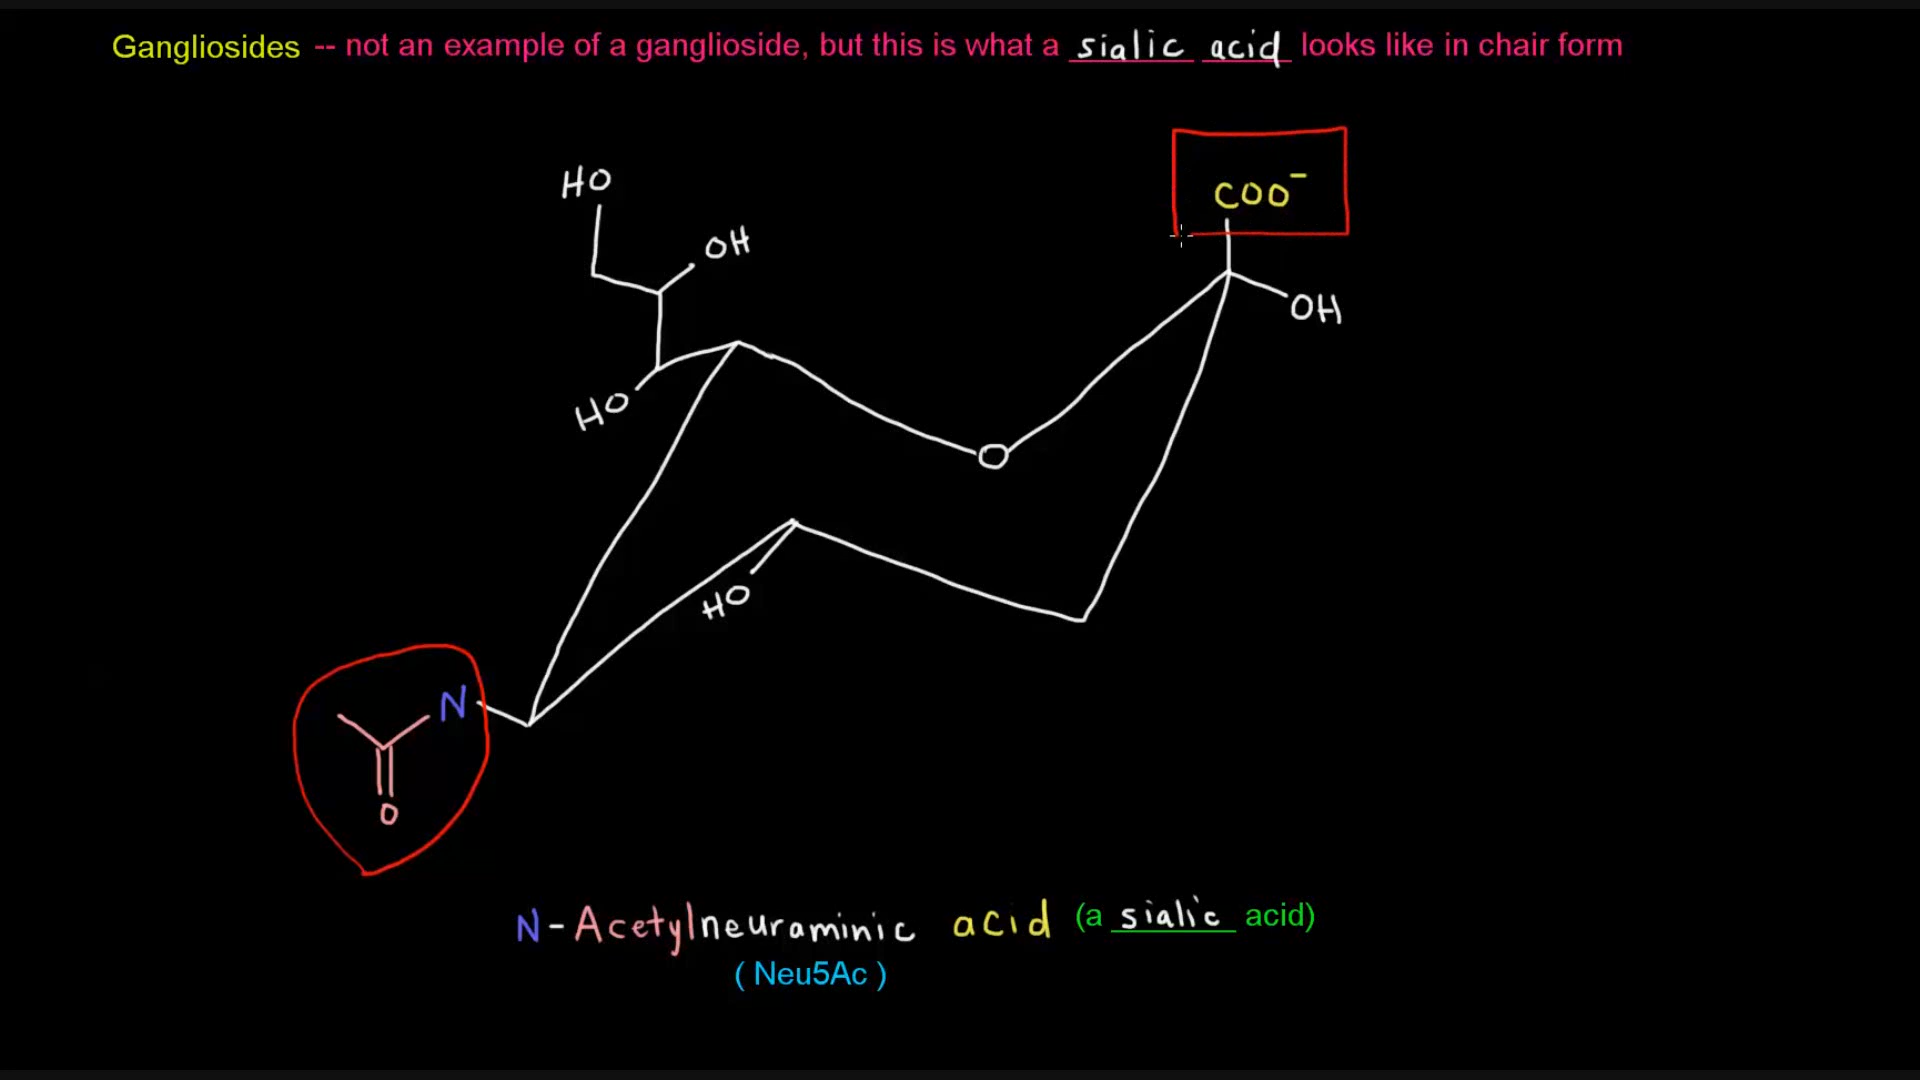 Gangliosides -- not an example of a ganglioside, but this is what a sialic acid looks like in chair form
COO⁻
HO
OH
OH
HO
O
HO
N
O
N-Acetylneuraminic acid (a sialic acid)
( Neu5Ac )